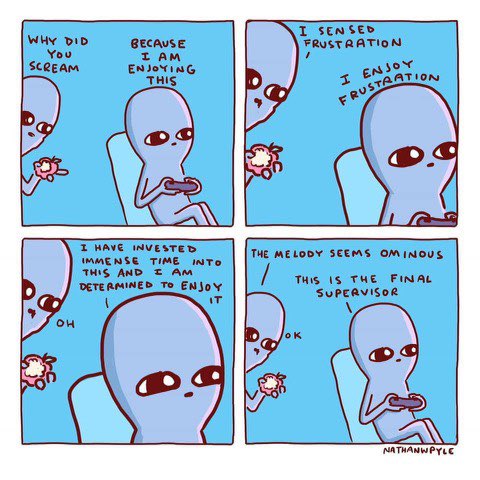 WHY DID
YOU
SCREAM
BECAUSE
I AM
ENJOYING
THIS
I SENSED
FRUSTRATION
I ENJOY
FRUSTRATION
I HAVE INVESTED
IMMENSE TIME INTO
THIS AND I AM
DETERMINED TO ENJOY
IT
OH
THE MELODY SEEMS OMINOUS
THIS IS THE FINAL
SUPERVISOR
OK
NATHANWPYLE